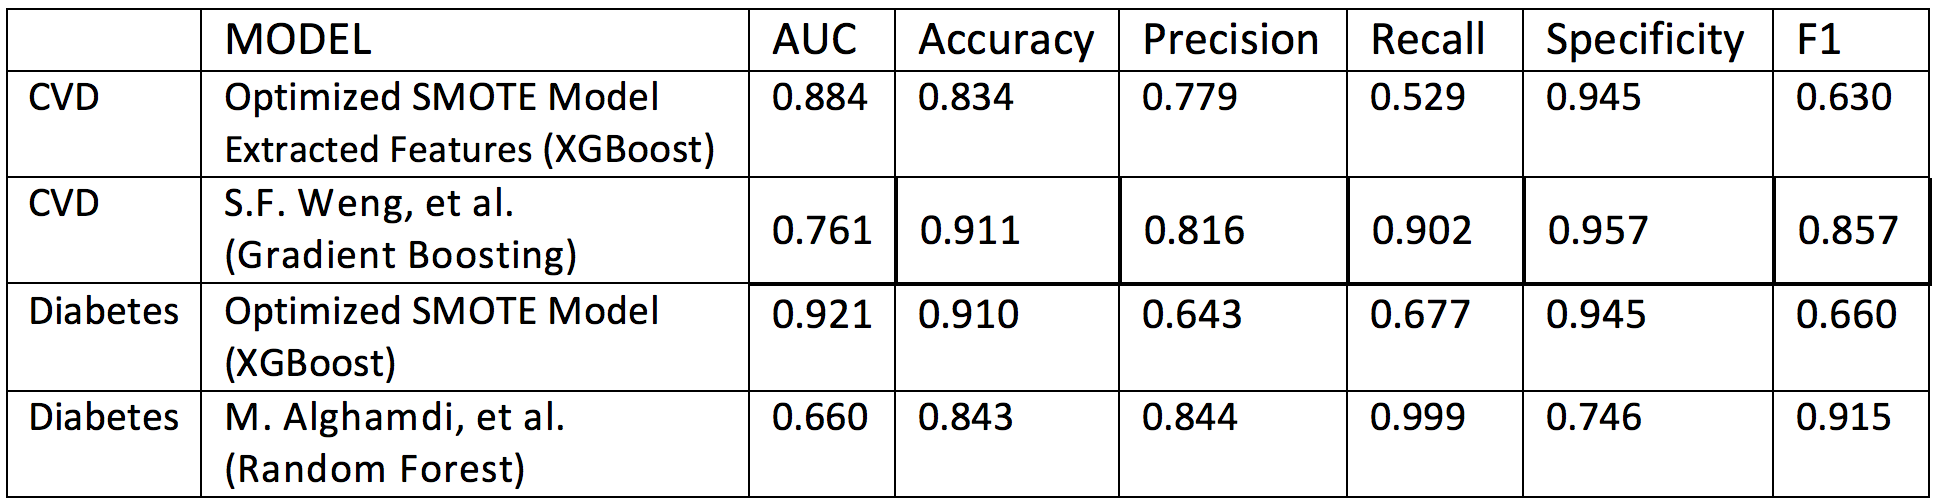 MODEL AUC Accuracy Precision Recall Specificity F1
CVD Optimized SMOTE Model 0.884 0.834 0.779 0.529 0.945 0.630
Extracted Features (XGBoost)
CVD S.F. Weng, et al.
(Gradient Boosting) 0.761 0.911 0.816 0.902 0.957 0.857
Diabetes Optimized SMOTE Model 0.921 0.910 0.643 0.677 0.945 0.660
(XGBoost)
Diabetes M. Alghamdi, et al. 0.660 0.843 0.844 0.999 0.746 0.915
(Random Forest)